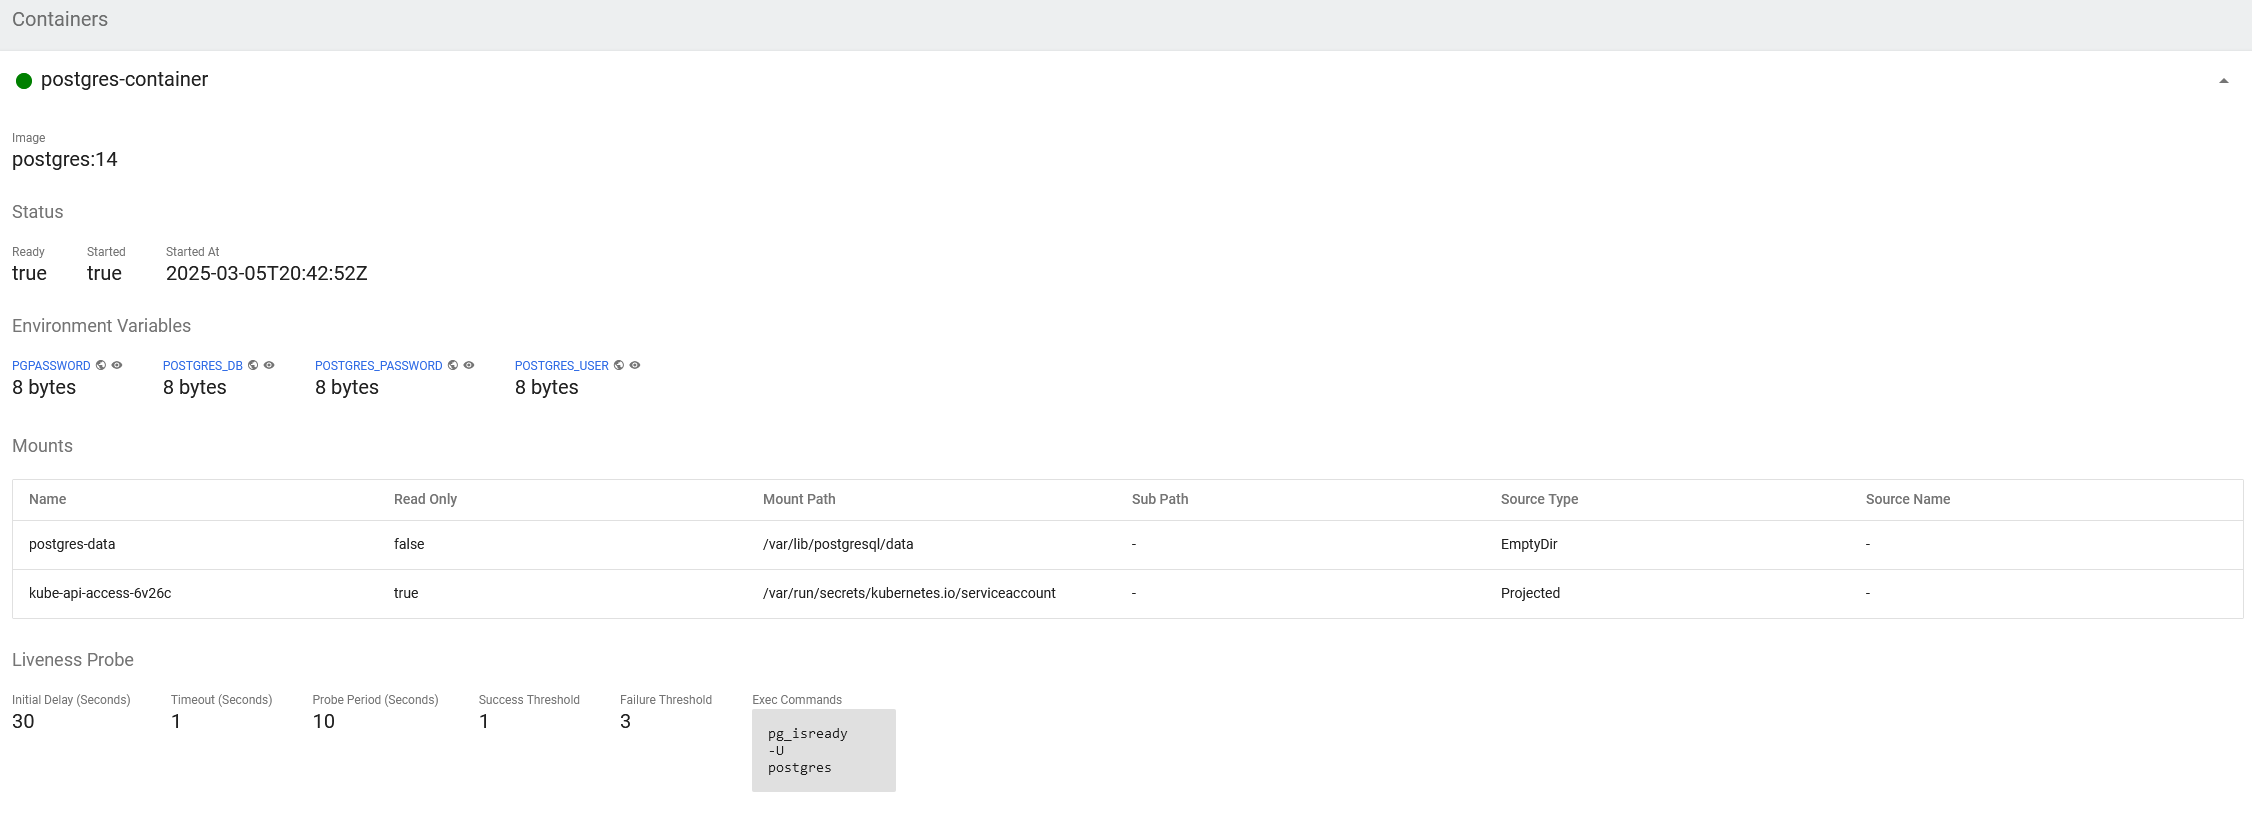 Containers
postgres-container
Image
postgres:14
Status
Ready Started Started At
true true 2025-03-05T20:42:52Z
Environment Variables
PGPASSWORD POSTGRES_DB POSTGRES_PASSWORD POSTGRES_USER
8 bytes 8 bytes 8 bytes 8 bytes
Mounts
Name Read Only Mount Path Sub Path Source Type Source Name
postgres-data false /var/lib/postgresql/data - EmptyDir -
kube-api-access-6v26c true /var/run/secrets/kubernetes.io/serviceaccount - Projected -
Liveness Probe
Initial Delay (Seconds) Timeout (Seconds) Probe Period (Seconds) Success Threshold Failure Threshold Exec Commands
30 1 10 1 3
pg_isready
-U
postgres